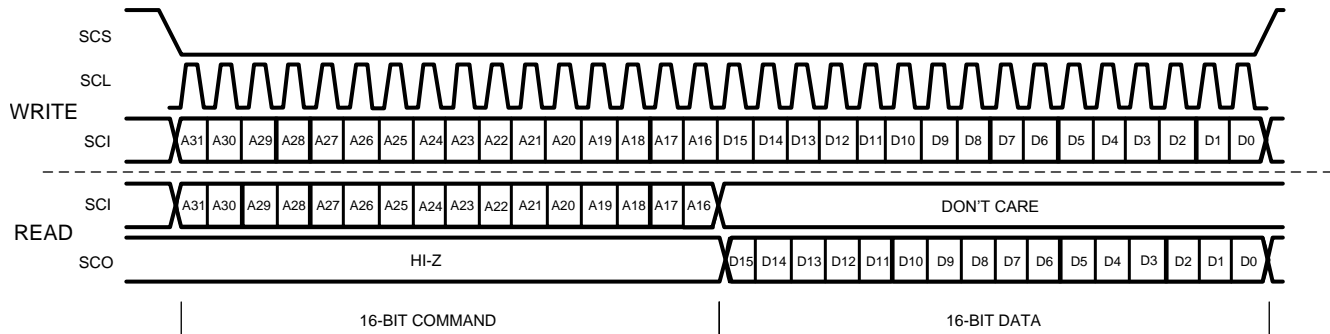 SCS
SCL
WRITE
SCI A31 A30 A29 A28 A27 A26 A25 A24 A23 A22 A21 A20 A19 A18 A17 A16 D15 D14 D13 D12 D11 D10 D9 D8 D7 D6 D5 D4 D3 D2 D1 D0
SCI A31 A30 A29 A28 A27 A26 A25 A24 A23 A22 A21 A20 A19 A18 A17 A16 DON'T CARE
READ
SCO HI-Z D15 D14 D13 D12 D11 D10 D9 D8 D7 D6 D5 D4 D3 D2 D1 D0
16-BIT COMMAND 16-BIT DATA